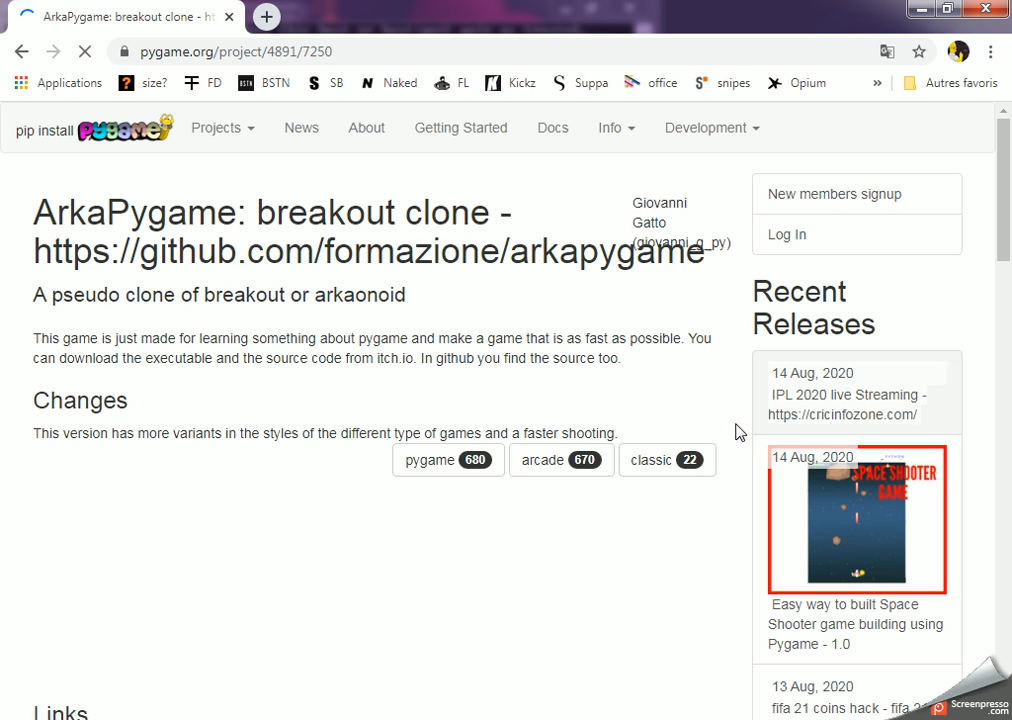 ArkaPygame: breakout clone - ht
pygame.org/project/4891/7250
Applications size? FD BSTN BSTN SB Naked FL Kickz Suppa office snipes Opium » Autres favoris
pip install pygame Projects News About Getting Started Docs Info Development
ArkaPygame: breakout clone -
https://github.com/formazione/arkapygame
Giovanni
Gatto
(giovanni_g_py)
A pseudo clone of breakout or arkaonoid
This game is just made for learning something about pygame and make a game that is as fast as possible. You
can download the executable and the source code from itch.io. In github you find the source too.
Changes
This version has more variants in the styles of the different type of games and a faster shooting.
pygame 680 arcade 670 classic 22
Links
New members signup
Log In
Recent
Releases
14 Aug, 2020
IPL 2020 live Streaming -
https://cricinfozone.com/
14 Aug, 2020
PYTHON
SPACE SHOOTER
GAME
Easy way to built Space
Shooter game building using
Pygame - 1.0
13 Aug, 2020
fifa 21 coins hack - fifa
Screenpresso
.com